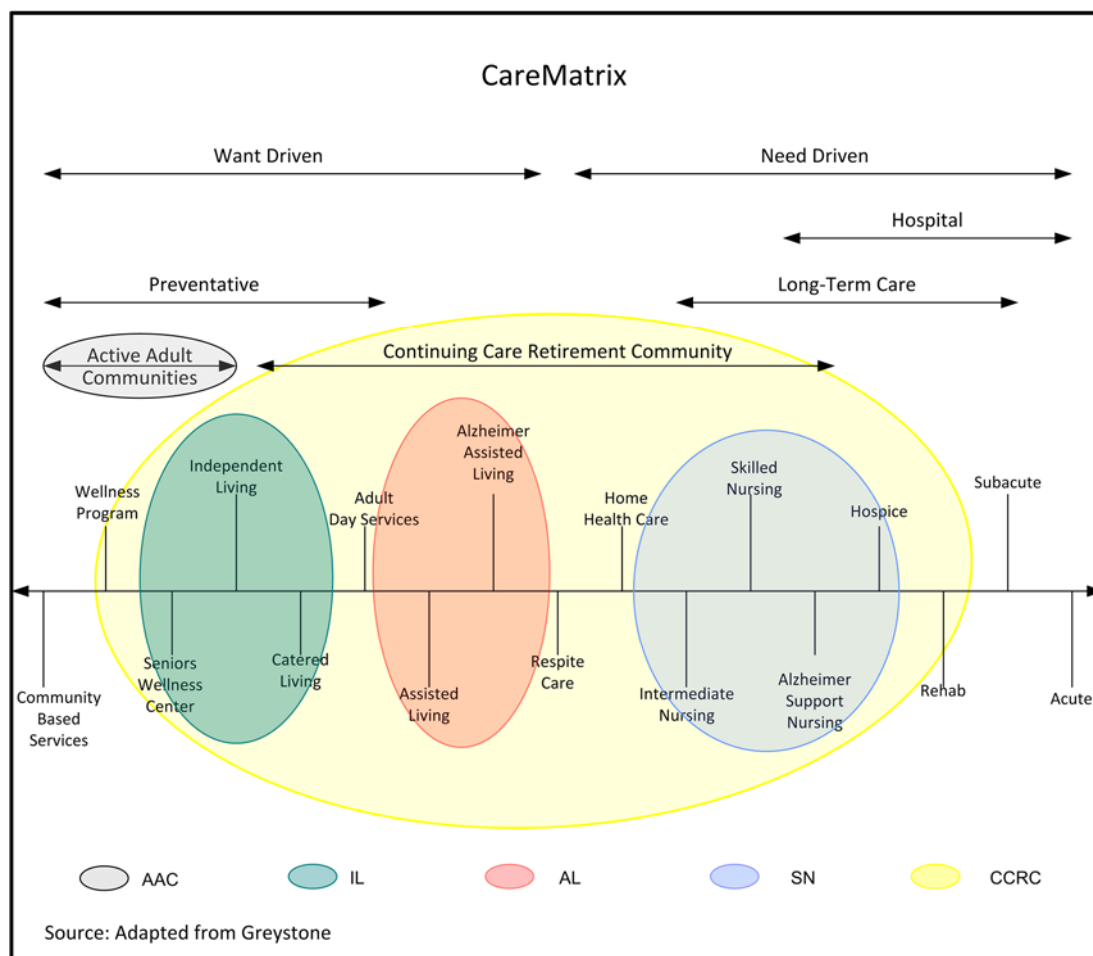 CareMatrix
Want Driven
Need Driven
Hospital
Preventative
Long-Term Care
Active Adult
Communities
Continuing Care Retirement Community
Wellness
Program
Independent
Living
Adult
Day Services
Alzheimer
Assisted
Living
Home
Health Care
Skilled
Nursing
Hospice
Subacute
Community
Based
Services
Seniors
Wellness
Center
Catered
Living
Assisted
Living
Respite
Care
Intermediate
Nursing
Alzheimer
Support
Nursing
Rehab
Acute
AAC
IL
AL
SN
CCRC
Source: Adapted from Greystone